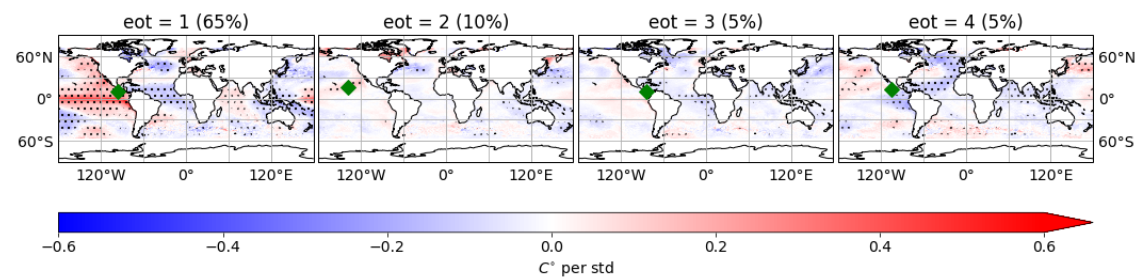 eot = 1 (65%) eot = 2 (10%) eot = 3 (5%) eot = 4 (5%)
60°N 60°N
0° 0°
60°S 60°S
120°W 0° 120°E 120°W 0° 120°E 120°W 0° 120°E 120°W 0° 120°E
−0.6 −0.4 −0.2 0.0 0.2 0.4 0.6
C° per std